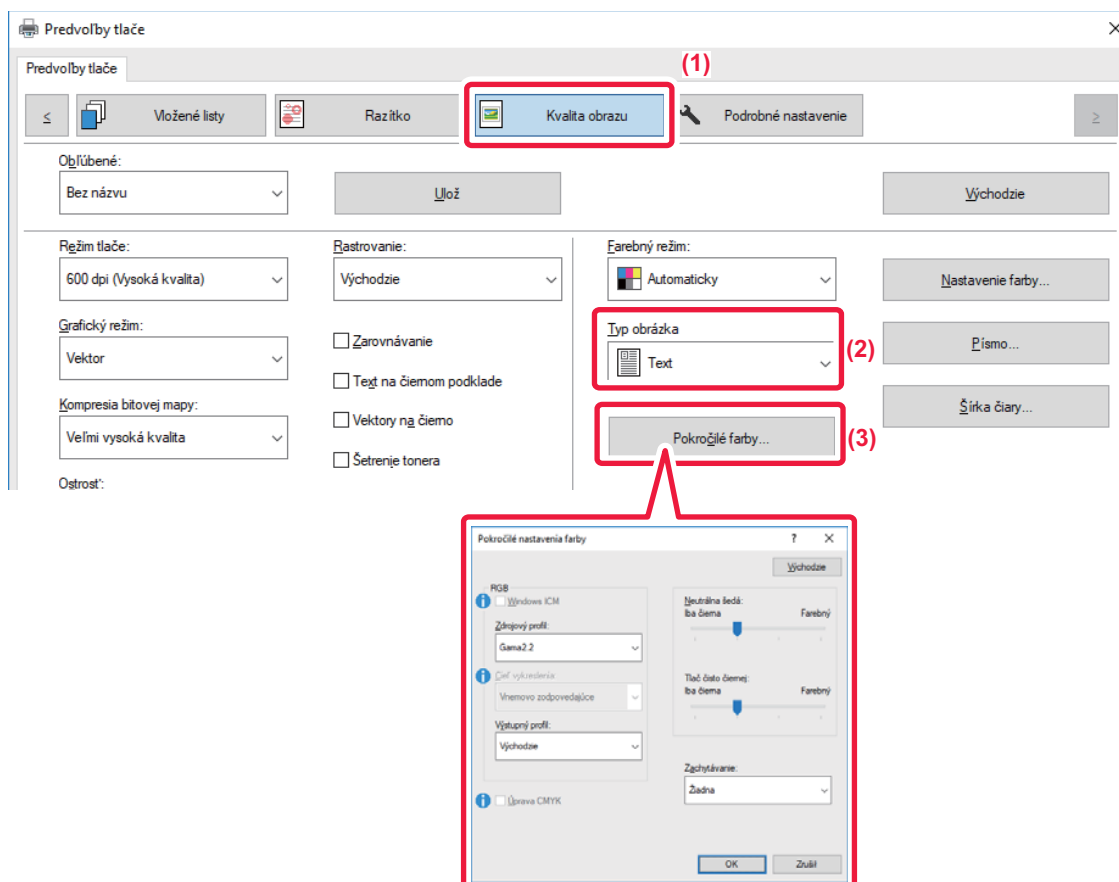 Predvoľby tlače
Predvoľby tlače
(1)
<
Vložené listy
Razítko
Kvalita obrazu
Podrobné nastavenie
>
Obľúbené:
Bez názvu
Ulož
Východzie
Režim tlače:
600 dpi (Vysoká kvalita)
Rastrovanie:
Východzie
Farebný režim:
Automaticky
Nastavenie farby...
Grafický režim:
Vektor
Zarovnávanie
Text na čiernom podklade
Typ obrázka
Text
(2)
Písmo...
Kompresia bitovej mapy:
Veľmi vysoká kvalita
Vektory na čierno
Šetrenie tonera
Pokročilé farby...
(3)
Šírka čiary...
Ostrosť:
Pokročilé nastavenia farby
?
Východzie
RGB
Windows ICM
Zdrojový profil:
Gama2.2
Cieľ vykreslenia
Vnemovo zodpovedajúce
Výstupný profil:
Východzie
Úprava CMYK
Neutrálna šedá:
Iba čierna Farebný
Tlač čisto čiernej:
Iba čierna Farebný
Zachytávanie:
Žiadna
OK
Zrušiť